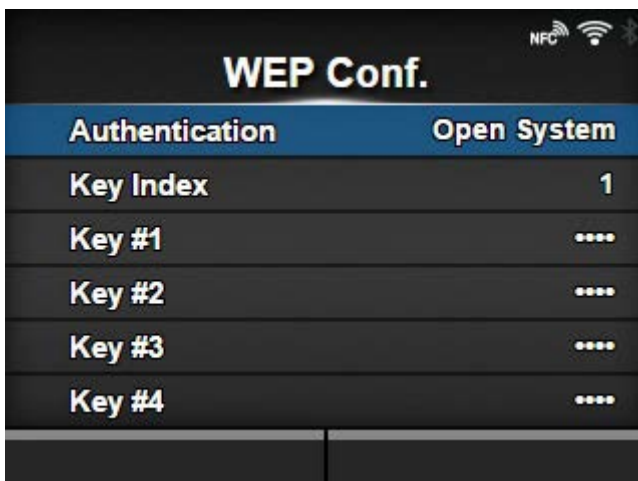 NFC
WEP Conf.
Authentication Open System
Key Index 1
Key #1 ••••
Key #2 ••••
Key #3 ••••
Key #4 ••••